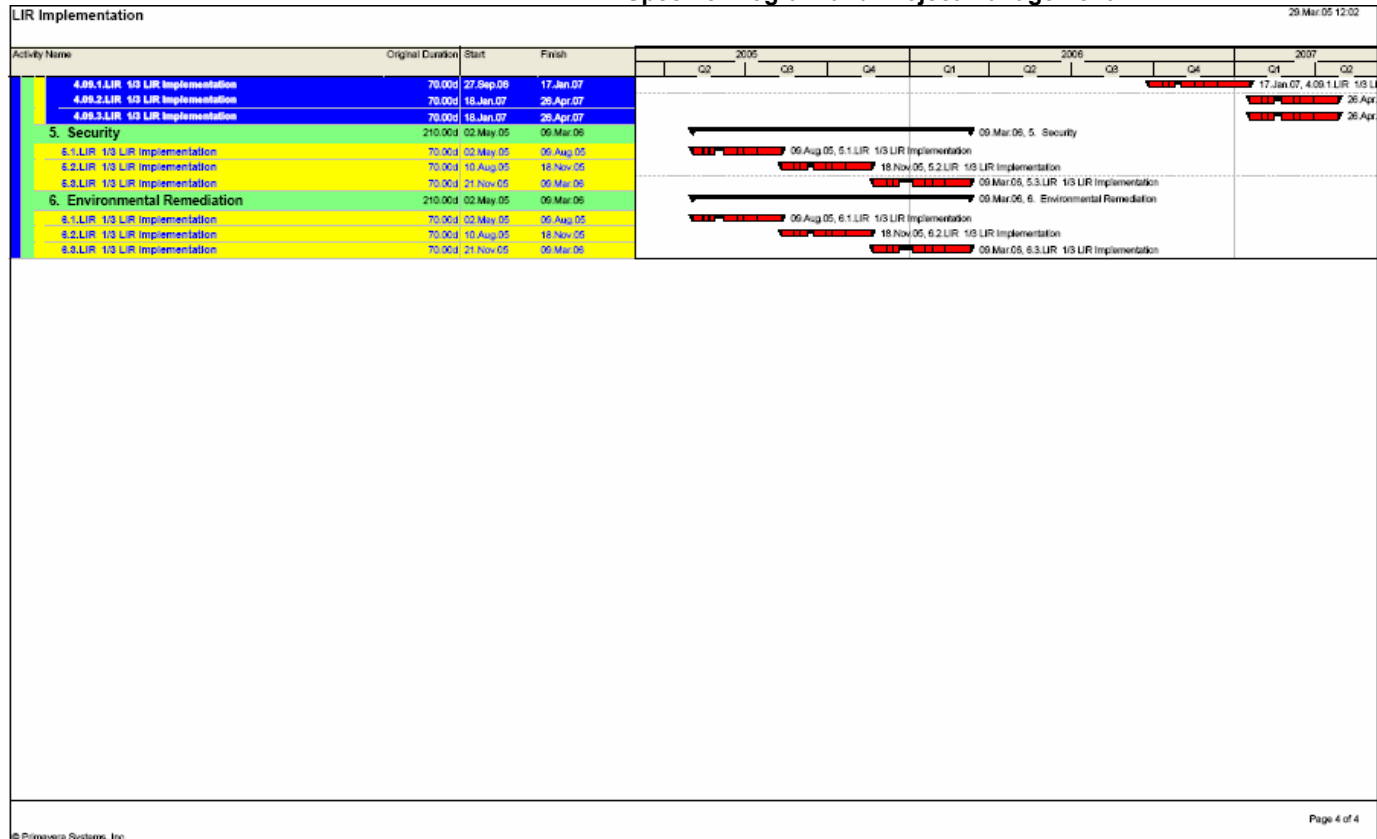 LIR Implementation
29.Mar.05 12:02
Activity Name Original Duration Start Finish 2005 2006 2007
Q2 Q3 Q4 Q1 Q2 Q3 Q4 Q1 Q2
4.09.1.LIR 1/3 LIR Implementation 70.00d 27.Sep.06 17.Jan.07 17.Jan.07, 4.09.1.LIR 1/3 LI
4.09.2.LIR 1/3 LIR Implementation 70.00d 18.Jan.07 26.Apr.07 26.Apr.
4.09.3.LIR 1/3 LIR Implementation 70.00d 18.Jan.07 26.Apr.07 26.Apr.
5. Security 210.00d 02.May.05 09.Mar.06 09.Mar.06, 5. Security
5.1.LIR 1/3 LIR Implementation 70.00d 02.May.05 09.Aug.05 09.Aug.05, 5.1.LIR 1/3 LIR Implementation
5.2.LIR 1/3 LIR Implementation 70.00d 10.Aug.05 18.Nov.05 18.Nov.05, 5.2.LIR 1/3 LIR Implementation
5.3.LIR 1/3 LIR Implementation 70.00d 21.Nov.05 09.Mar.06 09.Mar.06, 5.3.LIR 1/3 LIR Implementation
6. Environmental Remediation 210.00d 02.May.05 09.Mar.06 09.Mar.06, 6. Environmental Remediation
6.1.LIR 1/3 LIR Implementation 70.00d 02.May.05 09.Aug.05 09.Aug.05, 6.1.LIR 1/3 LIR Implementation
6.2.LIR 1/3 LIR Implementation 70.00d 10.Aug.05 18.Nov.05 18.Nov.05, 6.2.LIR 1/3 LIR Implementation
6.3.LIR 1/3 LIR Implementation 70.00d 21.Nov.05 09.Mar.06 09.Mar.06, 6.3.LIR 1/3 LIR Implementation
Page 4 of 4
© Primavera Systems, Inc.